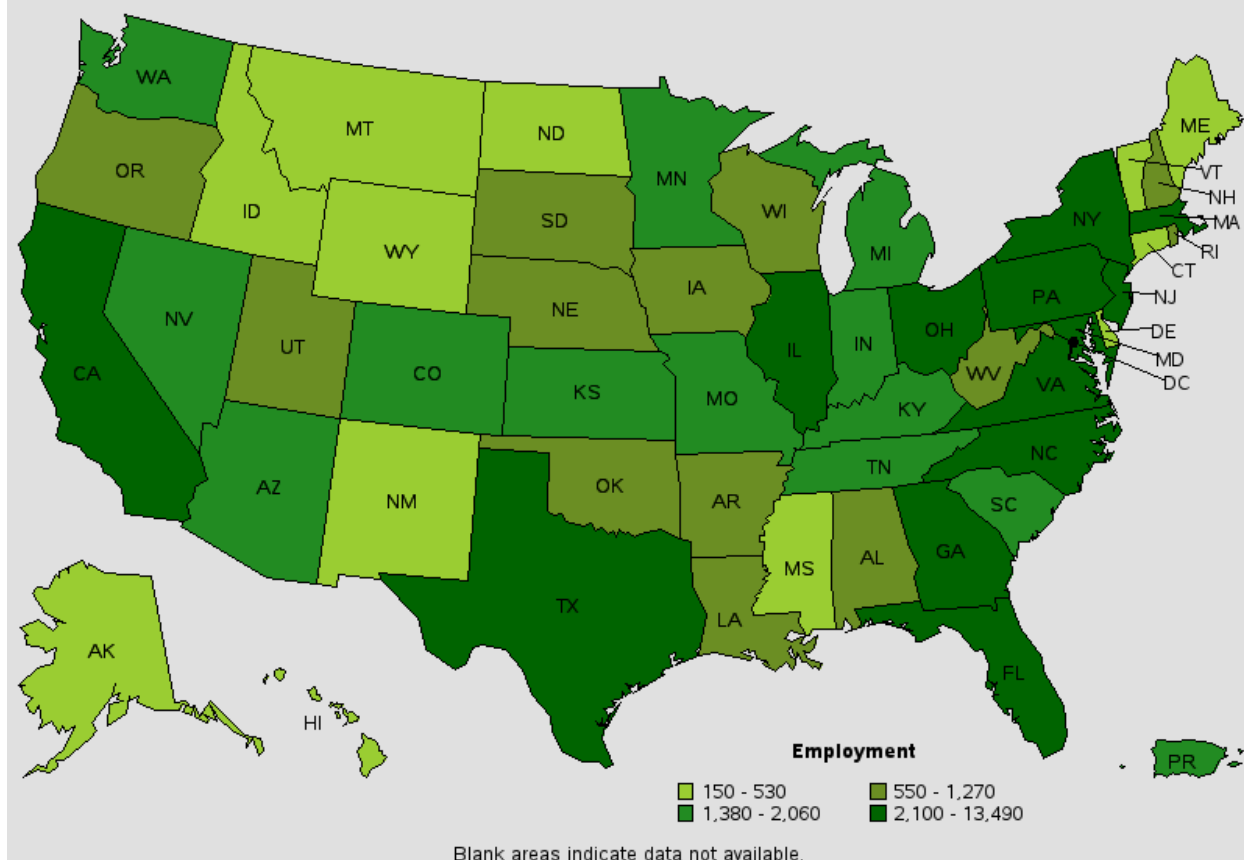 WA
MT
ND
ME
OR
ID
MN
VT
NH
SD
WI
NY
MA
WY
MI
RI
CT
IA
NE
PA
NJ
NV
UT
IL
IN
OH
DE
MD
DC
CA
CO
KS
MO
WV
VA
KY
NC
TN
AZ
NM
OK
AR
SC
MS
AL
GA
TX
LA
AK
FL
HI
PR
Employment
150 - 530
550 - 1,270
1,380 - 2,060
2,100 - 13,490
Blank areas indicate data not available.